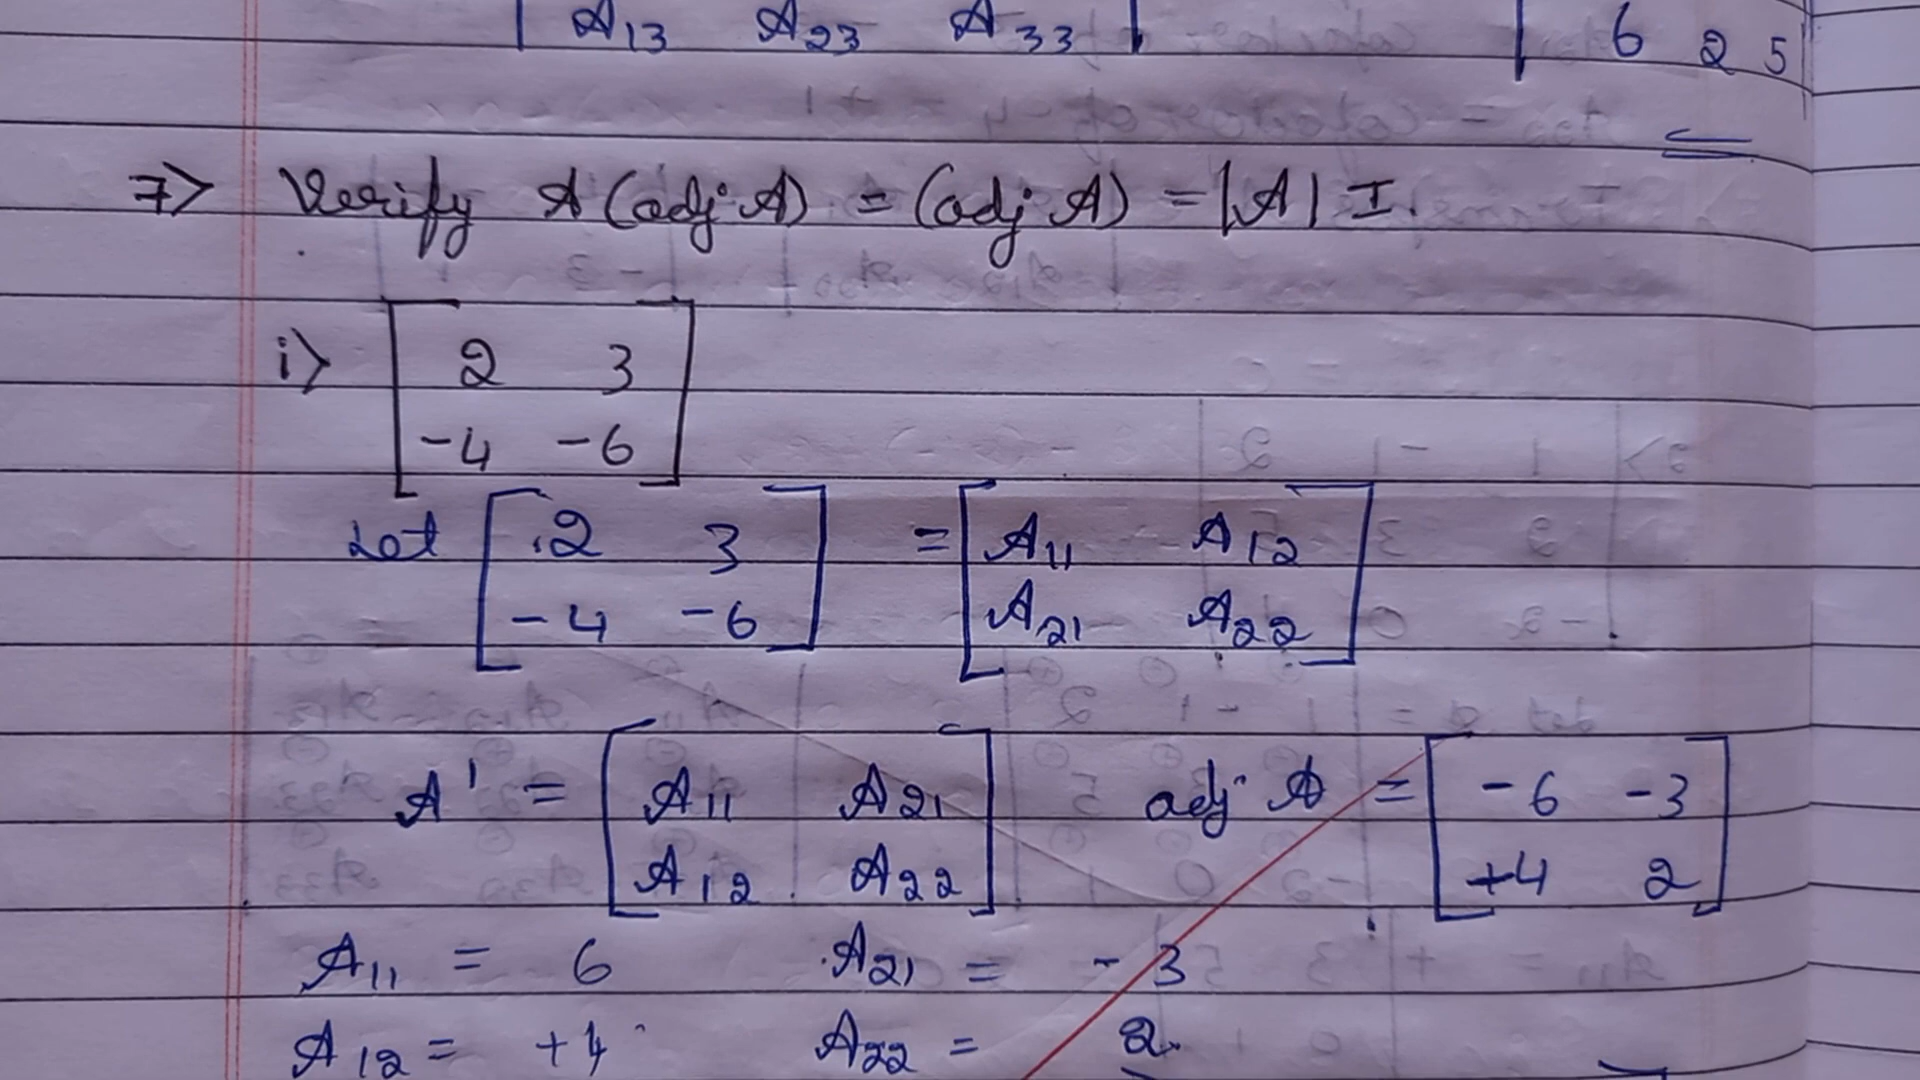 A13 A23 A33 6 2 5
7> Verify A (adj A) = (adj A) = |A| I.
i> 2 3
-4 -6
Let 2 3 = A11 A12
-4 -6 A21 A22
A' = A11 A21 adj A = -6 -3
A12 A22 +4 2
A11 = 6 A21 = -3
A12 = +4 A22 = 2